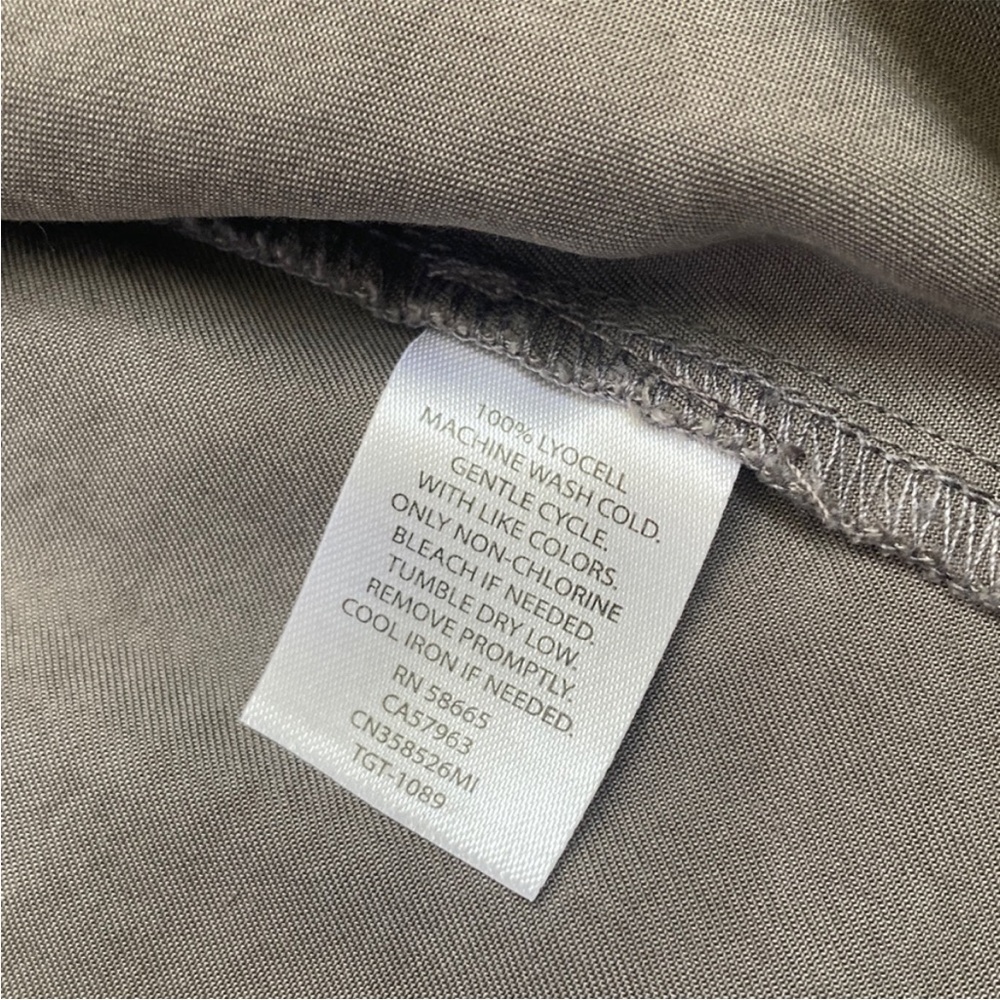 100% LYOCELL
MACHINE WASH COLD.
GENTLE CYCLE.
WITH LIKE COLORS.
ONLY NON-CHLORINE
BLEACH IF NEEDED.
TUMBLE DRY LOW.
REMOVE PROMPTLY.
COOL IRON IF NEEDED.
RN 58665
CA57963
CN358526MI
TGT-1089